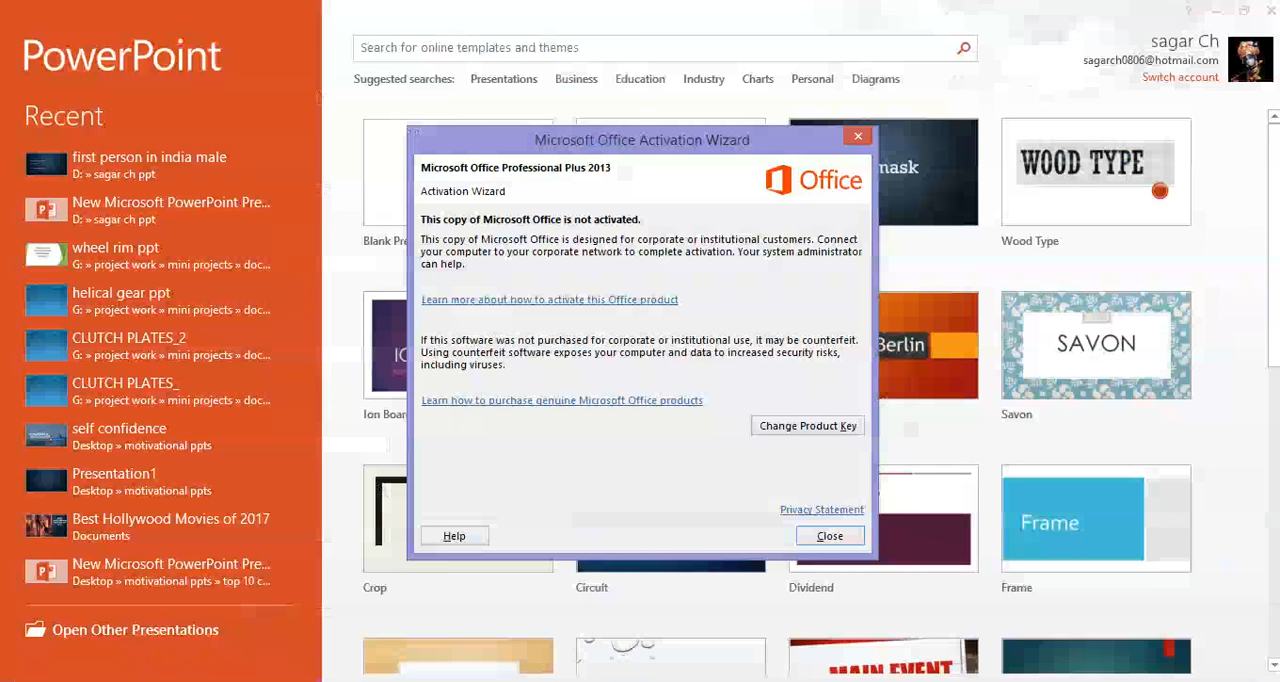 PowerPoint
Recent
first person in india male
D: » sagar ch ppt
New Microsoft PowerPoint Pre...
D: » sagar ch ppt
wheel rim ppt
G: » project work » mini projects » doc...
helical gear ppt
G: » project work » mini projects » doc...
CLUTCH PLATES_2
G: » project work » mini projects » doc...
CLUTCH PLATES_
G: » project work » mini projects » doc...
self confidence
Desktop » motivational ppts
Presentation1
Desktop » motivational ppts
Best Hollywood Movies of 2017
Documents
New Microsoft PowerPoint Pre...
Desktop » motivational ppts » top 10 c...
Open Other Presentations
Search for online templates and themes
Suggested searches: Presentations Business Education Industry Charts Personal Diagrams
sagar Ch
sagarch0806@hotmail.com
Switch account
Microsoft Office Activation Wizard
Microsoft Office Professional Plus 2013
Activation Wizard
Office
This copy of Microsoft Office is not activated.
This copy of Microsoft Office is designed for corporate or institutional customers. Connect
your computer to your corporate network to complete activation. Your system administrator
can help.
Learn more about how to activate this Office product
If this software was not purchased for corporate or institutional use, it may be counterfeit.
Using counterfeit software exposes your computer and data to increased security risks,
including viruses.
Learn how to purchase genuine Microsoft Office products
Change Product Key
Privacy Statement
Help
Close
Blank Pre
mask
WOOD TYPE
Wood Type
IO
Ion Boar
Berlin
SAVON
Savon
Crop
Circuit
Dividend
Frame
Frame
MAIN EVENT